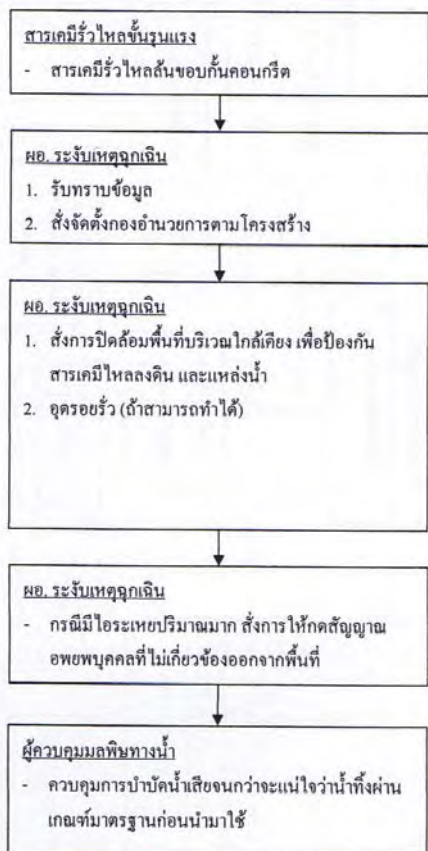 สารเคมีรั่วไหลขั้นรุนแรง
- สารเคมีรั่วไหลล้นขอบกั้นคอนกรีต
ผอ. ระงับเหตุฉุกเฉิน
1. รับทราบข้อมูล
2. สั่งจัดตั้งกองอำนวยการตามโครงสร้าง
ผอ. ระงับเหตุฉุกเฉิน
1. สั่งการปิดล้อมพื้นที่บริเวณใกล้เคียง เพื่อป้องกัน
สารเคมีไหลลงดิน และแหล่งน้ำ
2. อุดรอยรั่ว (ถ้าสามารถทำได้)
ผอ. ระงับเหตุฉุกเฉิน
- กรณีมีไอระเหยปริมาณมาก สั่งการให้กดสัญญาณ
อพยพบุคคลที่ไม่เกี่ยวข้องออกจากพื้นที่
ผู้ควบคุมมลพิษทางน้ำ
- ควบคุมการบำบัดน้ำเสียจนกว่าจะแน่ใจว่าน้ำทิ้งผ่าน
เกณฑ์มาตรฐานก่อนนำมาใช้